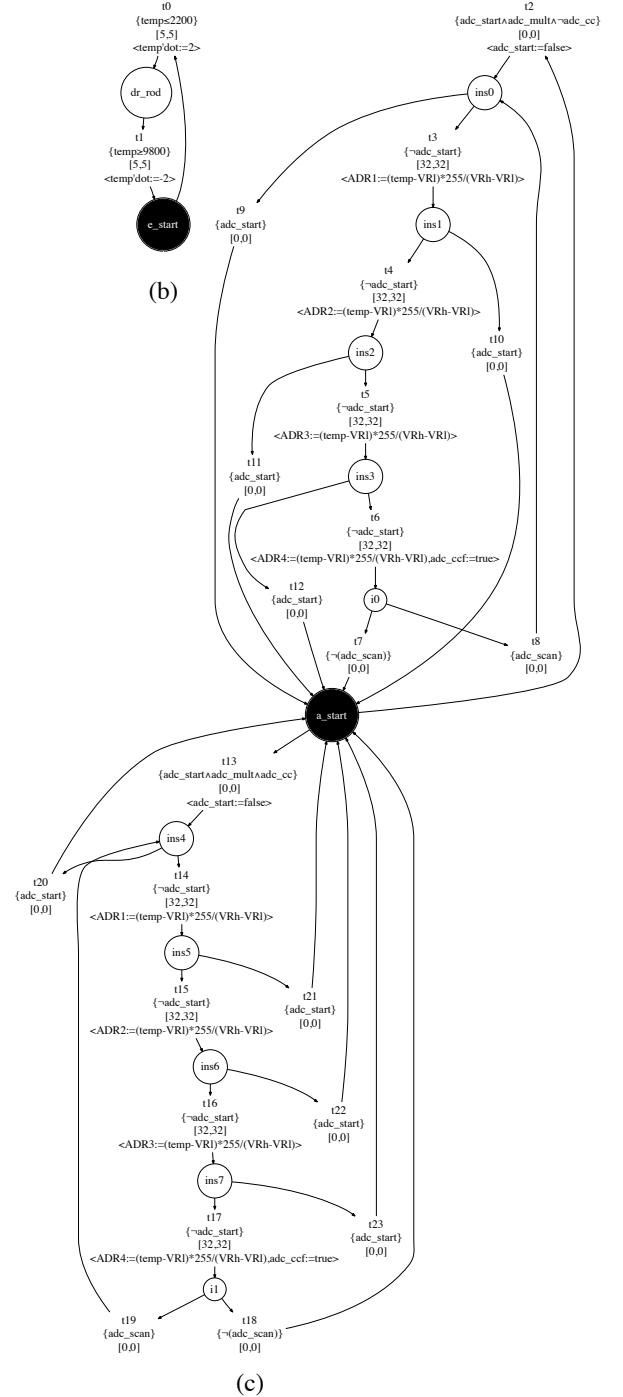 t0
{temp≤2200}
[5,5]
<temp'dot:=2>
dr_rod
t1
{temp≥9800}
[5,5]
<temp'dot:=-2>
e_start
(b)
t2
{adc_start∧adc_mult∧¬adc_cc}
[0,0]
<adc_start:=false>
ins0
t3
{¬adc_start}
[32,32]
<ADR1:=(temp-VRl)*255/(VRh-VRl)>
t9
{adc_start}
[0,0]
ins1
t4
{¬adc_start}
[32,32]
<ADR2:=(temp-VRl)*255/(VRh-VRl)>
t10
{adc_start}
[0,0]
ins2
t5
{¬adc_start}
[32,32]
<ADR3:=(temp-VRl)*255/(VRh-VRl)>
t11
{adc_start}
[0,0]
ins3
t6
{¬adc_start}
[32,32]
<ADR4:=(temp-VRl)*255/(VRh-VRl),adc_ccf:=true>
t12
{adc_start}
[0,0]
i0
t7
{¬(adc_scan)}
[0,0]
t8
{adc_scan}
[0,0]
a_start
t13
{adc_start∧adc_mult∧adc_cc}
[0,0]
<adc_start:=false>
ins4
t20
{adc_start}
[0,0]
t14
{¬adc_start}
[32,32]
<ADR1:=(temp-VRl)*255/(VRh-VRl)>
ins5
t15
{¬adc_start}
[32,32]
<ADR2:=(temp-VRl)*255/(VRh-VRl)>
t21
{adc_start}
[0,0]
ins6
t16
{¬adc_start}
[32,32]
<ADR3:=(temp-VRl)*255/(VRh-VRl)>
t22
{adc_start}
[0,0]
ins7
t17
{¬adc_start}
[32,32]
<ADR4:=(temp-VRl)*255/(VRh-VRl),adc_ccf:=true>
t23
{adc_start}
[0,0]
i1
t19
{adc_scan}
[0,0]
t18
{¬(adc_scan)}
[0,0]
(c)